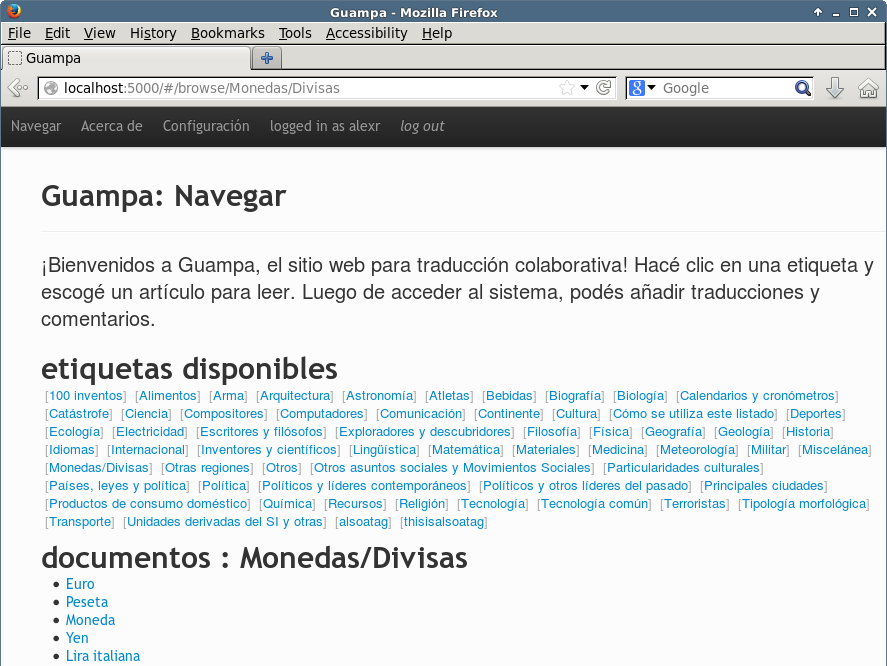 Guampa - Mozilla Firefox
File Edit View History Bookmarks Tools Accessibility Help
Guampa
localhost:5000/#/browse/Monedas/Divisas
8 Google
Navegar Acerca de Configuración logged in as alexr log out
Guampa: Navegar
¡Bienvenidos a Guampa, el sitio web para traducción colaborativa! Hacé clic en una etiqueta y
escogé un artículo para leer. Luego de acceder al sistema, podés añadir traducciones y
comentarios.
etiquetas disponibles
[100 inventos] [Alimentos] [Arma] [Arquitectura] [Astronomía] [Atletas] [Bebidas] [Biografía] [Biología] [Calendarios y cronómetros]
[Catástrofe] [Ciencia] [Compositores] [Computadores] [Comunicación] [Continente] [Cultura] [Cómo se utiliza este listado] [Deportes]
[Ecología] [Electricidad] [Escritores y filósofos] [Exploradores y descubridores] [Filosofía] [Física] [Geografía] [Geología] [Historia]
[Idiomas] [Internacional] [Inventores y científicos] [Lingüística] [Matemática] [Materiales] [Medicina] [Meteorología] [Militar] [Miscelánea]
[Monedas/Divisas] [Otras regiones] [Otros] [Otros asuntos sociales y Movimientos Sociales] [Particularidades culturales]
[Países, leyes y política] [Política] [Políticos y líderes contemporáneos] [Políticos y otros líderes del pasado] [Principales ciudades]
[Productos de consumo doméstico] [Química] [Recursos] [Religión] [Tecnología] [Tecnología común] [Terroristas] [Tipología morfológica]
[Transporte] [Unidades derivadas del SI y otras] [alsoatag] [thisisalsoatag]
documentos : Monedas/Divisas
Euro
Peseta
Moneda
Yen
Lira italiana